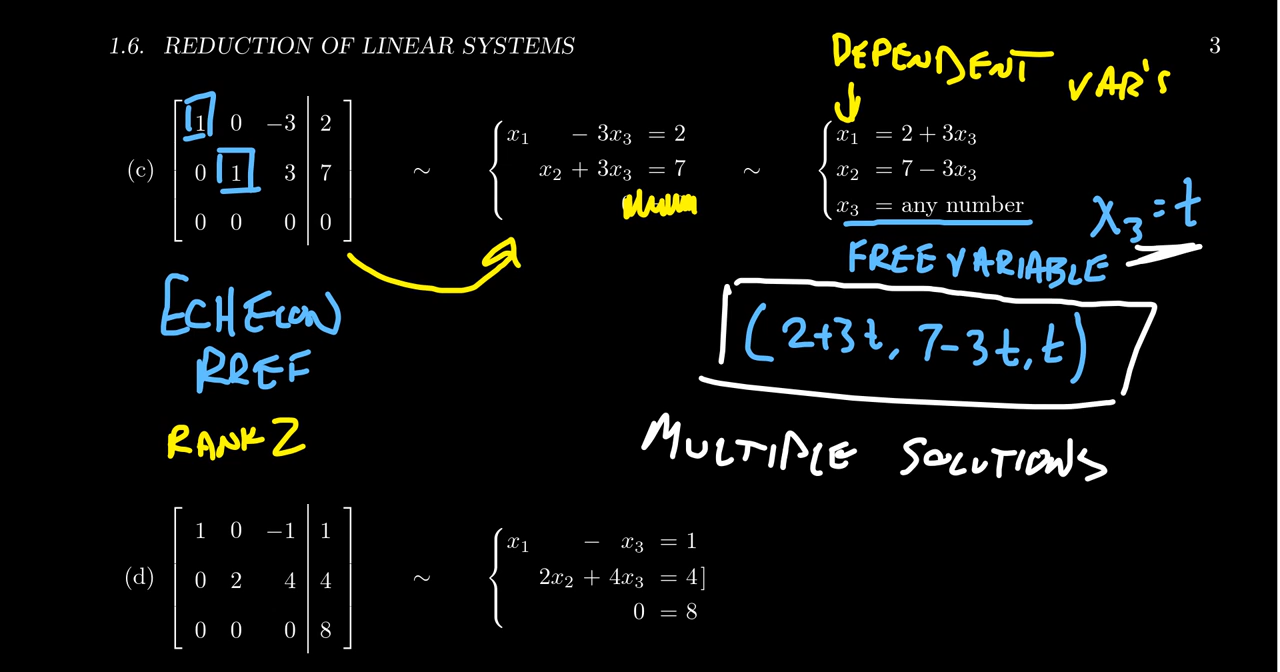 1.6. REDUCTION OF LINEAR SYSTEMS 3
DEPENDENT VAR'S
(c) [1 0 −3 | 2] ∼ { x₁ − 3x₃ = 2 ∼ { x₁ = 2 + 3x₃
[0 1 3 | 7] x₂ + 3x₃ = 7 x₂ = 7 − 3x₃
[0 0 0 | 0] x₃ = any number
x₃ = t
FREE VARIABLE
ECHELON
RREF
(2+3t, 7-3t, t)
RANK 2
MULTIPLE SOLUTIONS
(d) [1 0 −1 | 1] ∼ { x₁ − x₃ = 1
[0 2 4 | 4] 2x₂ + 4x₃ = 4]
[0 0 0 | 8] 0 = 8